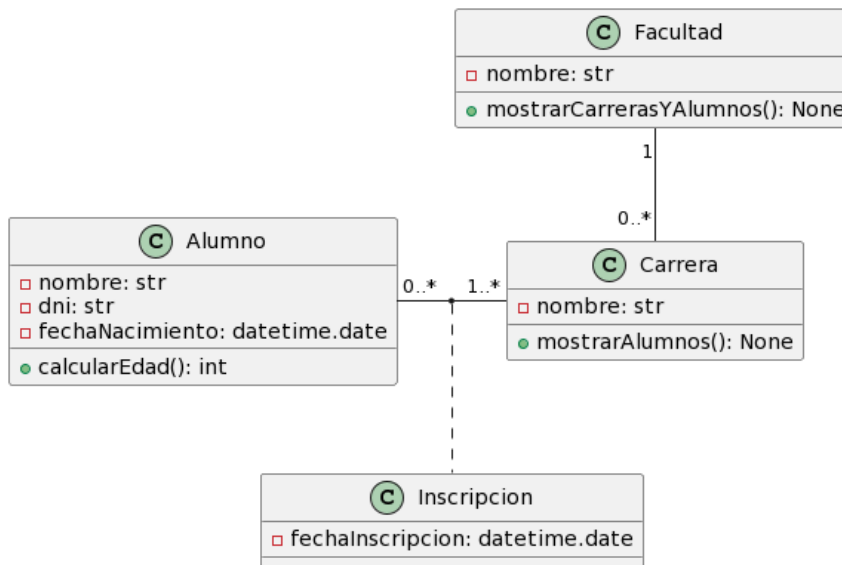 C Facultad
nombre: str
mostrarCarrerasYAlumnos(): None
1
0..*
C Alumno
nombre: str
dni: str
fechaNacimiento: datetime.date
calcularEdad(): int
0..*
1..*
C Carrera
nombre: str
mostrarAlumnos(): None
C Inscripcion
fechaInscripcion: datetime.date